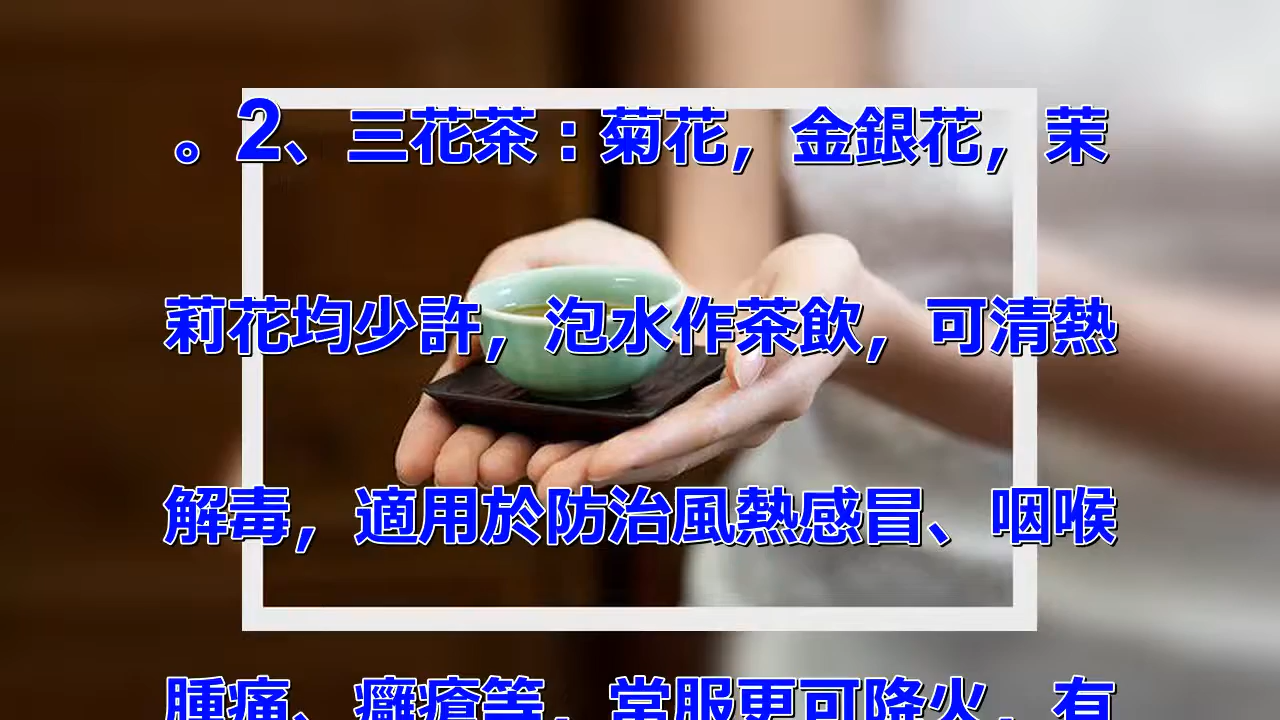 。2、三花茶：菊花，金銀花，茉
莉花均少許，泡水作茶飲，可清熱
解毒，適用於防治風熱感冒、咽喉
腫痛、癰瘡等，常服更可降火，有